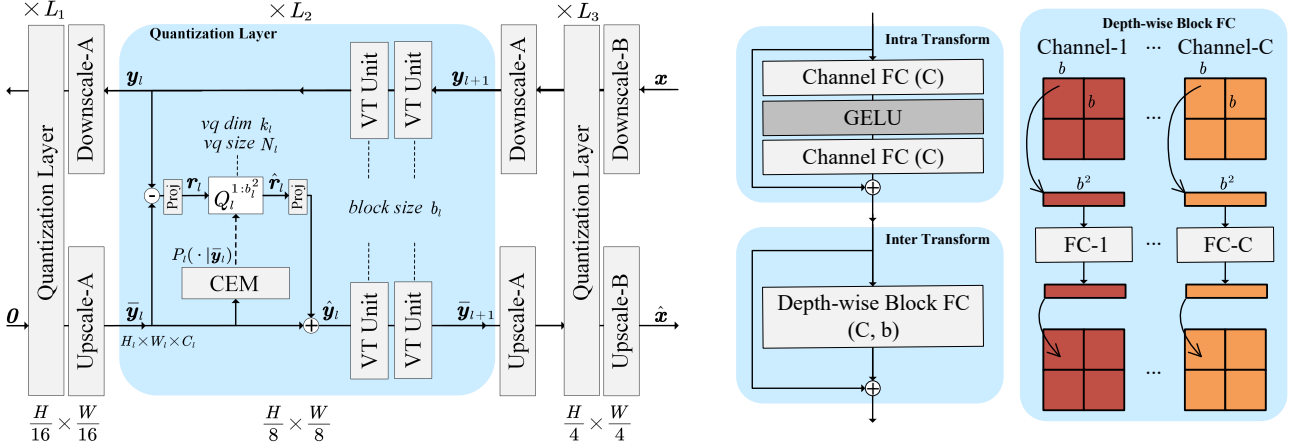 × L₁
× L₂
× L₃
Quantization Layer
Downscale-A
Upscale-A
Quantization Layer
y_l
VT Unit
VT Unit
y_{l+1}
Downscale-A
Quantization Layer
Downscale-B
x
vq dim k_l
vq size N_l
-
Proj
r_l
Q_l^{1:b_l^2}
r̂_l
Proj
block size b_l
P_l( · |ȳ_l)
CEM
0
ȳ_l
H_l×W_l×C_l
+
ŷ_l
VT Unit
VT Unit
ȳ_{l+1}
Upscale-A
Upscale-B
x̂
H/16 × W/16
H/8 × W/8
H/4 × W/4
Intra Transform
Channel FC (C)
GELU
Channel FC (C)
+
Inter Transform
Depth-wise Block FC
(C, b)
+
Depth-wise Block FC
Channel-1 ... Channel-C
b b
b ... b
b² b²
FC-1 ... FC-C
...
...